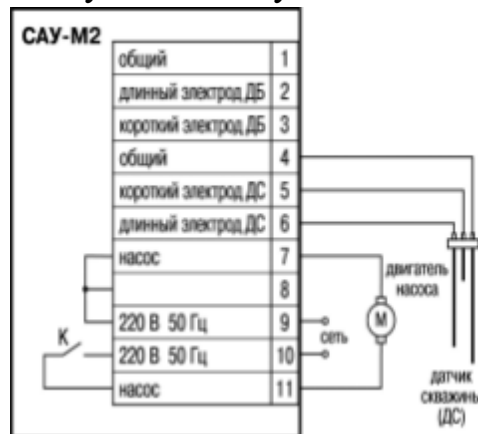 САУ-М2
общий 1
длинный электрод ДБ 2
короткий электрод ДБ 3
общий 4
короткий электрод ДС 5
длинный электрод ДС 6
насос 7
8
220 В 50 Гц 9
220 В 50 Гц 10
насос 11
K
сеть
двигатель
насоса
M
датчик
скважины
(ДС)